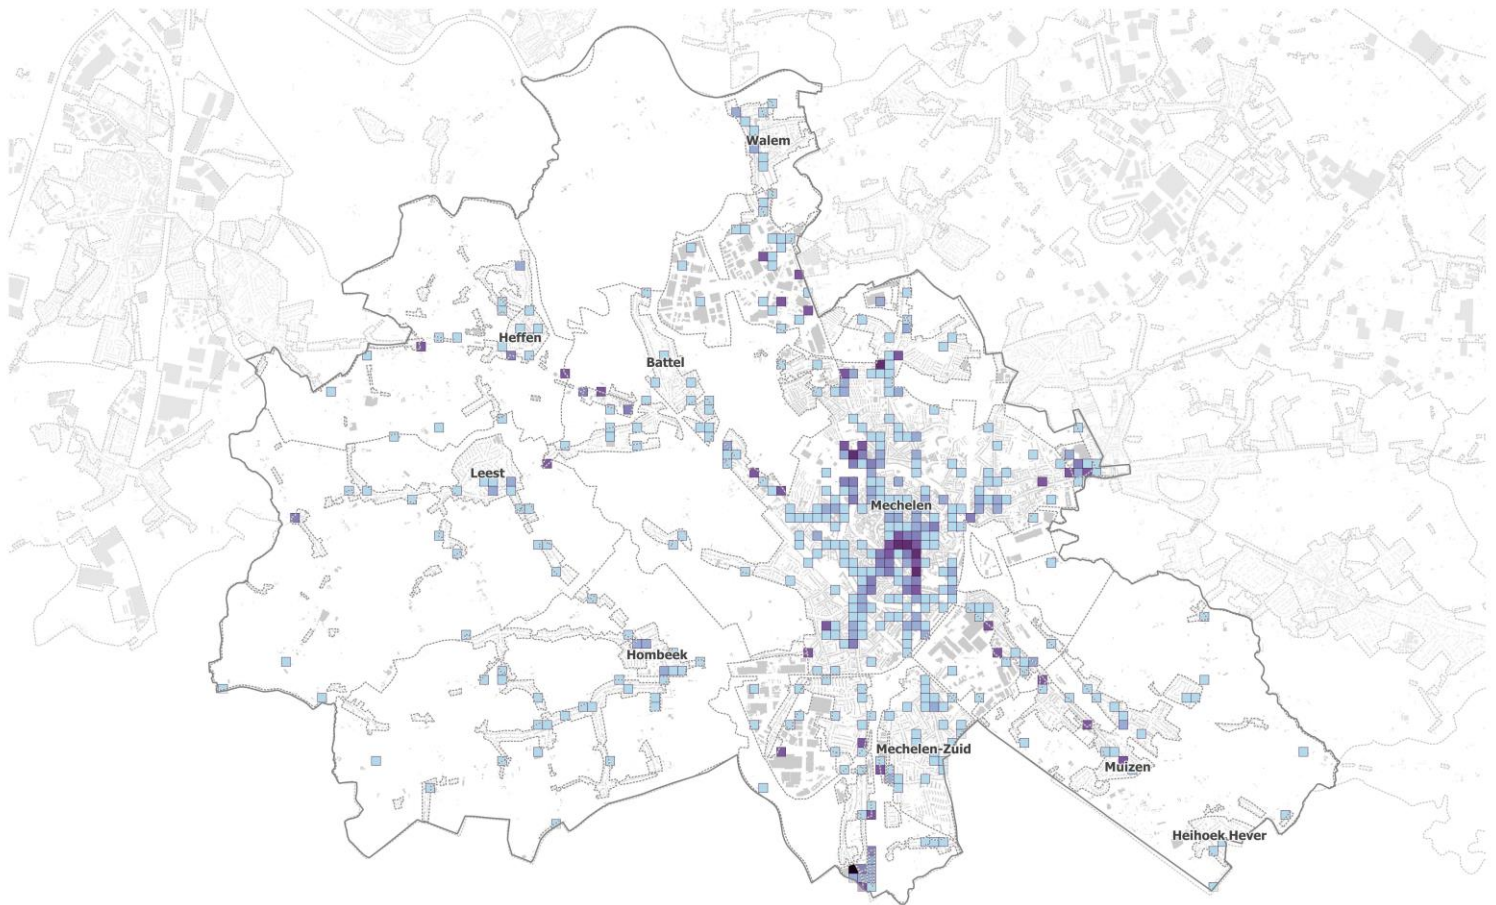 Walem
Heffen
Battel
Leest
Mechelen
Hombeek
Mechelen-Zuid
Muizen
Heihoek Hever